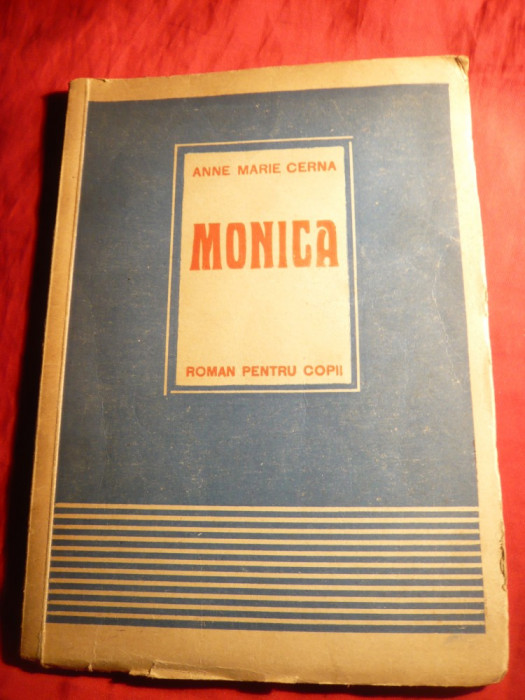 ANNE MARIE CERNA
MONICA
ROMAN PENTRU COPII